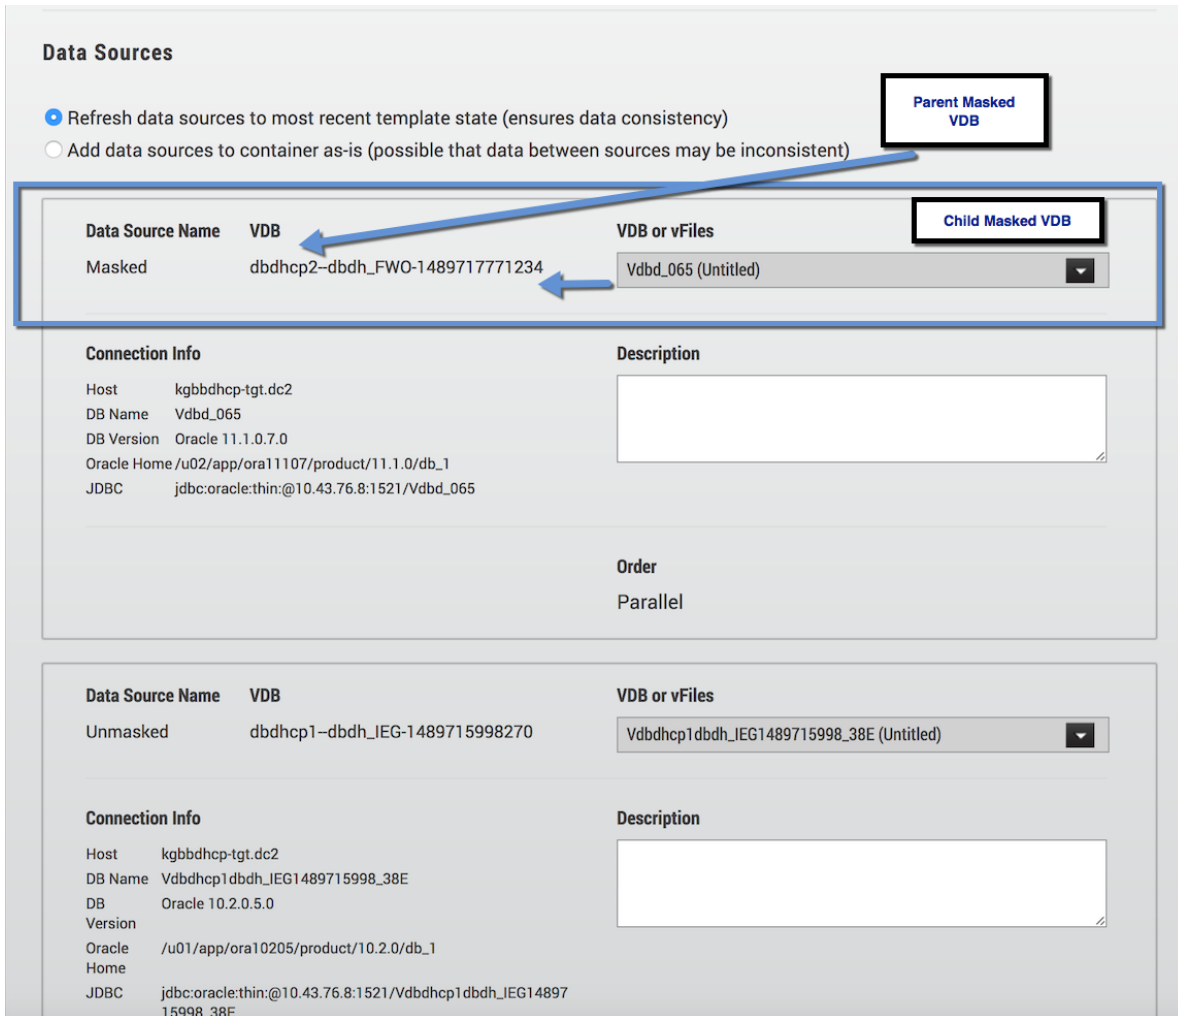 Data Sources
Refresh data sources to most recent template state (ensures data consistency)
Add data sources to container as-is (possible that data between sources may be inconsistent)
Parent Masked
VDB
Child Masked VDB
Data Source Name VDB VDB or vFiles
Masked dbdhcp2--dbdh_FWO-1489717771234 Vdbd_065 (Untitled)
Connection Info Description
Host kgbbdhcp-tgt.dc2
DB Name Vdbd_065
DB Version Oracle 11.1.0.7.0
Oracle Home /u02/app/ora11107/product/11.1.0/db_1
JDBC jdbc:oracle:thin:@10.43.76.8:1521/Vdbd_065
Order
Parallel
Data Source Name VDB VDB or vFiles
Unmasked dbdhcp1--dbdh_IEG-1489715998270 Vdbdhcp1dbdh_IEG1489715998_38E (Untitled)
Connection Info Description
Host kgbbdhcp-tgt.dc2
DB Name Vdbdhcp1dbdh_IEG1489715998_38E
DB Oracle 10.2.0.5.0
Version
Oracle /u01/app/ora10205/product/10.2.0/db_1
Home
JDBC jdbc:oracle:thin:@10.43.76.8:1521/Vdbdhcp1dbdh_IEG14897
15998_38E